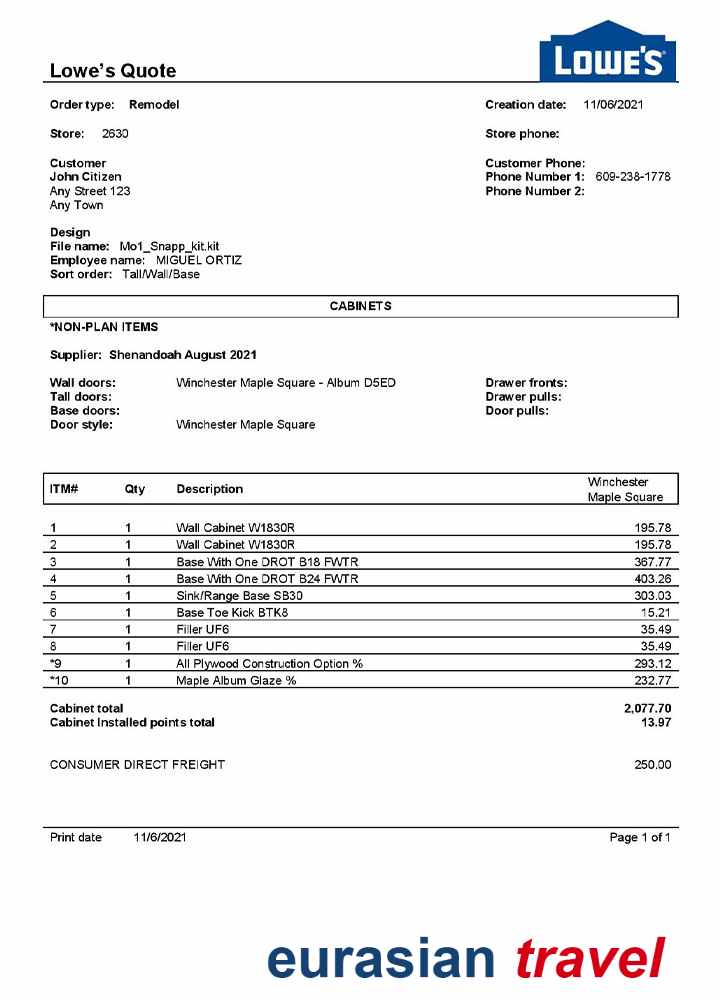 LOWE'S
Lowe's Quote
Order type: Remodel Creation date: 11/06/2021
Store: 2630 Store phone:
Customer Customer Phone:
John Citizen Phone Number 1: 609-238-1778
Any Street 123 Phone Number 2:
Any Town
Design
File name: Mo1_Snapp_kit.kit
Employee name: MIGUEL ORTIZ
Sort order: Tall/Wall/Base
CABINETS
*NON-PLAN ITEMS
Supplier: Shenandoah August 2021
Wall doors: Winchester Maple Square - Album D5ED Drawer fronts:
Tall doors: Drawer pulls:
Base doors: Door pulls:
Door style: Winchester Maple Square
ITM# Qty Description Winchester Maple Square
1 1 Wall Cabinet W1830R 195.78
2 1 Wall Cabinet W1830R 195.78
3 1 Base With One DROT B18 FWTR 367.77
4 1 Base With One DROT B24 FWTR 403.26
5 1 Sink/Range Base SB30 303.03
6 1 Base Toe Kick BTK8 15.21
7 1 Filler UF6 35.49
8 1 Filler UF6 35.49
*9 1 All Plywood Construction Option % 293.12
*10 1 Maple Album Glaze % 232.77
Cabinet total 2,077.70
Cabinet Installed points total 13.97
CONSUMER DIRECT FREIGHT 250.00
Print date 11/6/2021 Page 1 of 1
eurasian travel